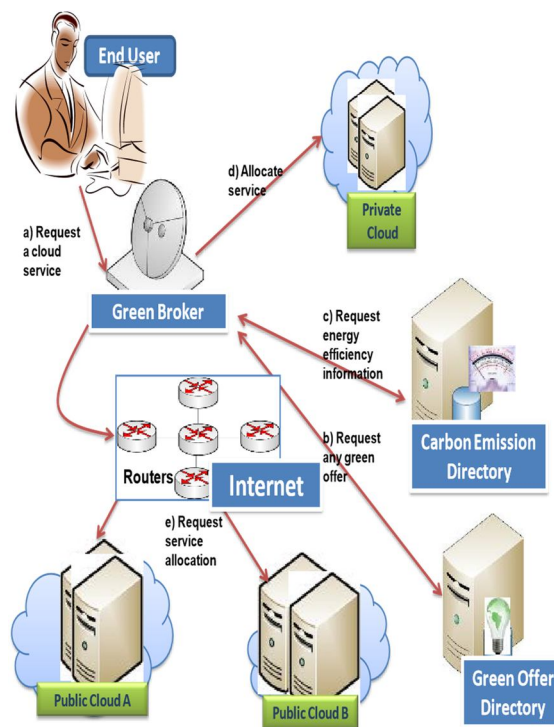 End User
d) Allocate
service
Private
Cloud
a) Request
a cloud
service
Green Broker
c) Request
energy
efficiency
information
Carbon Emission
Directory
b) Request
any green
offer
Routers
Internet
e) Request
service
allocation
Public Cloud A
Public Cloud B
Green Offer
Directory